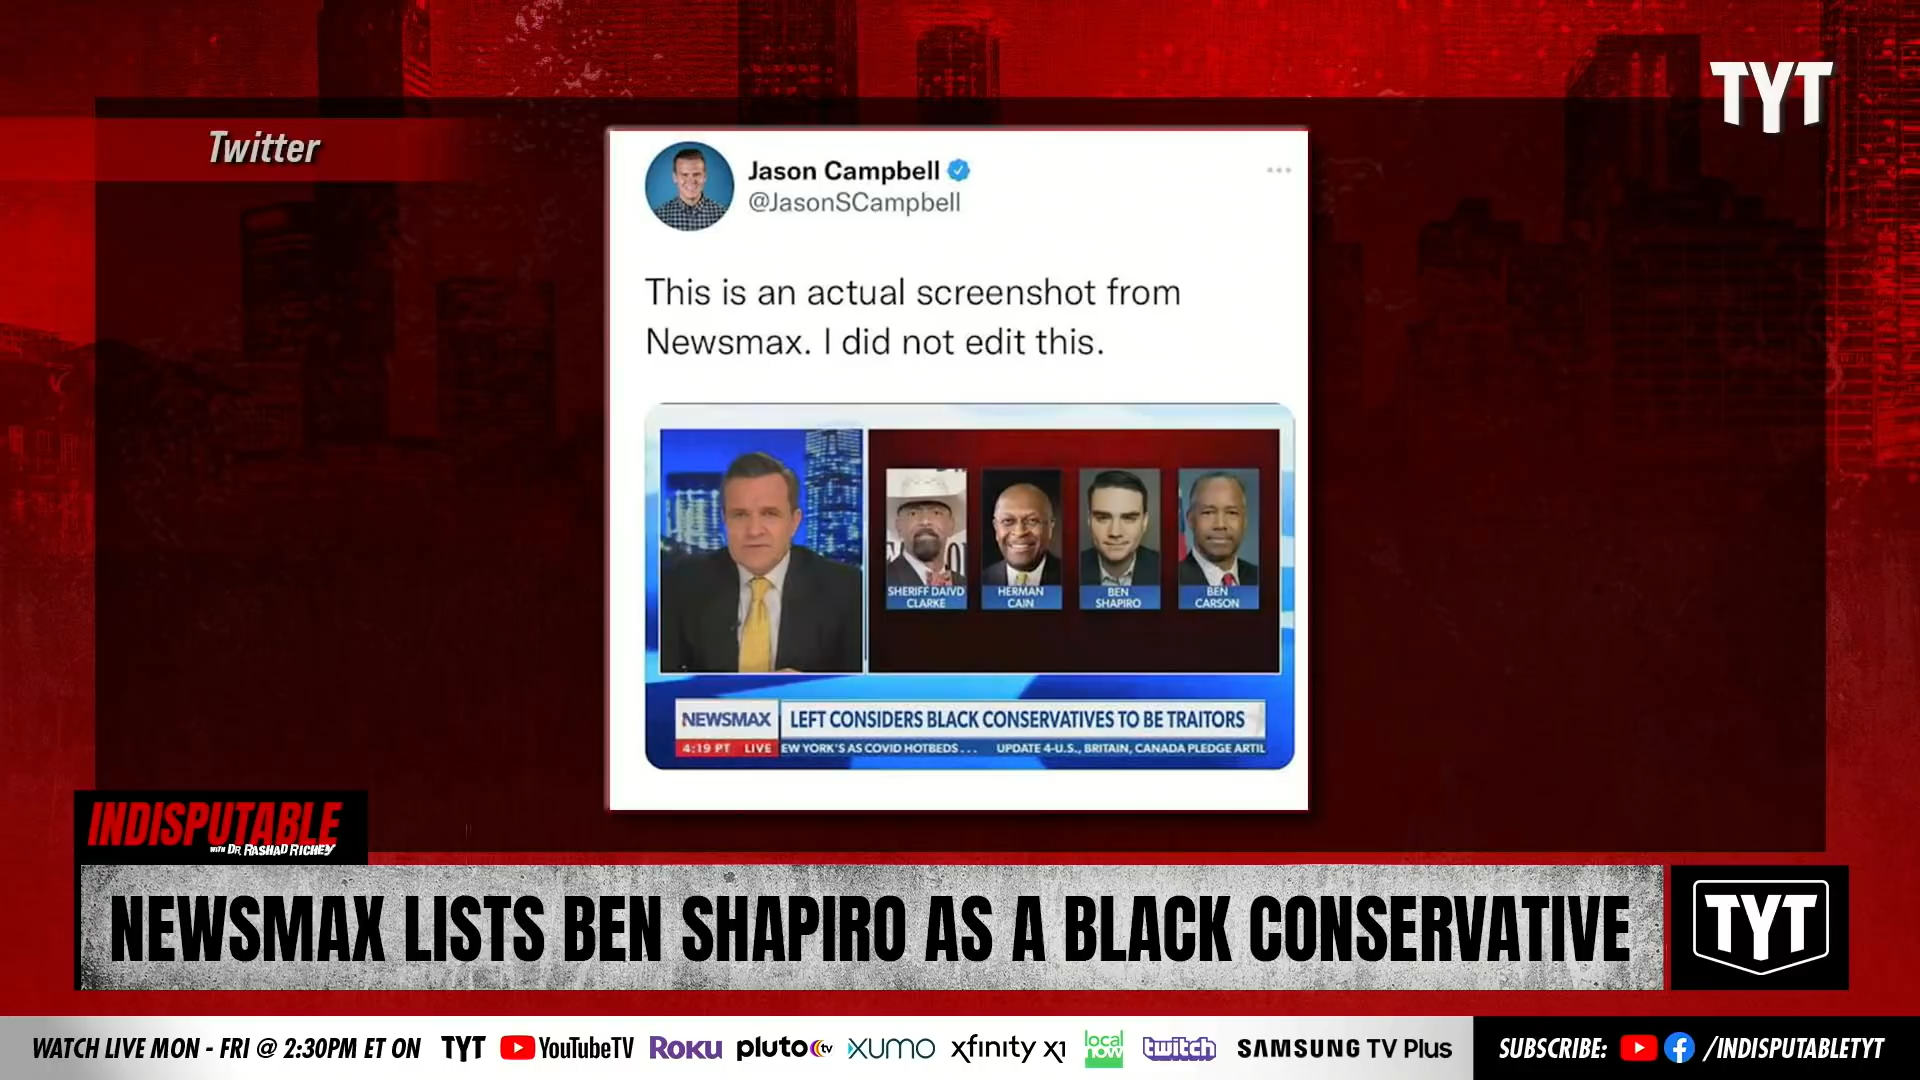 TYT
Twitter
Jason Campbell
@JasonSCampbell
This is an actual screenshot from
Newsmax. I did not edit this.
SHERIFF DAIVD
CLARKE
HERMAN
CAIN
BEN
SHAPIRO
BEN
CARSON
NEWSMAX
LEFT CONSIDERS BLACK CONSERVATIVES TO BE TRAITORS
4:19 PT LIVE
EW YORK'S AS COVID HOTBEDS... UPDATE 4-U.S., BRITAIN, CANADA PLEDGE ARTIL
INDISPUTABLE
WITH DR RASHAD RICHEY
NEWSMAX LISTS BEN SHAPIRO AS A BLACK CONSERVATIVE
TYT
WATCH LIVE MON - FRI @ 2:30PM ET ON TYT YouTubeTV Roku pluto tv xumo xfinity x1 local now twitch SAMSUNG TV Plus
SUBSCRIBE: /INDISPUTABLETYT